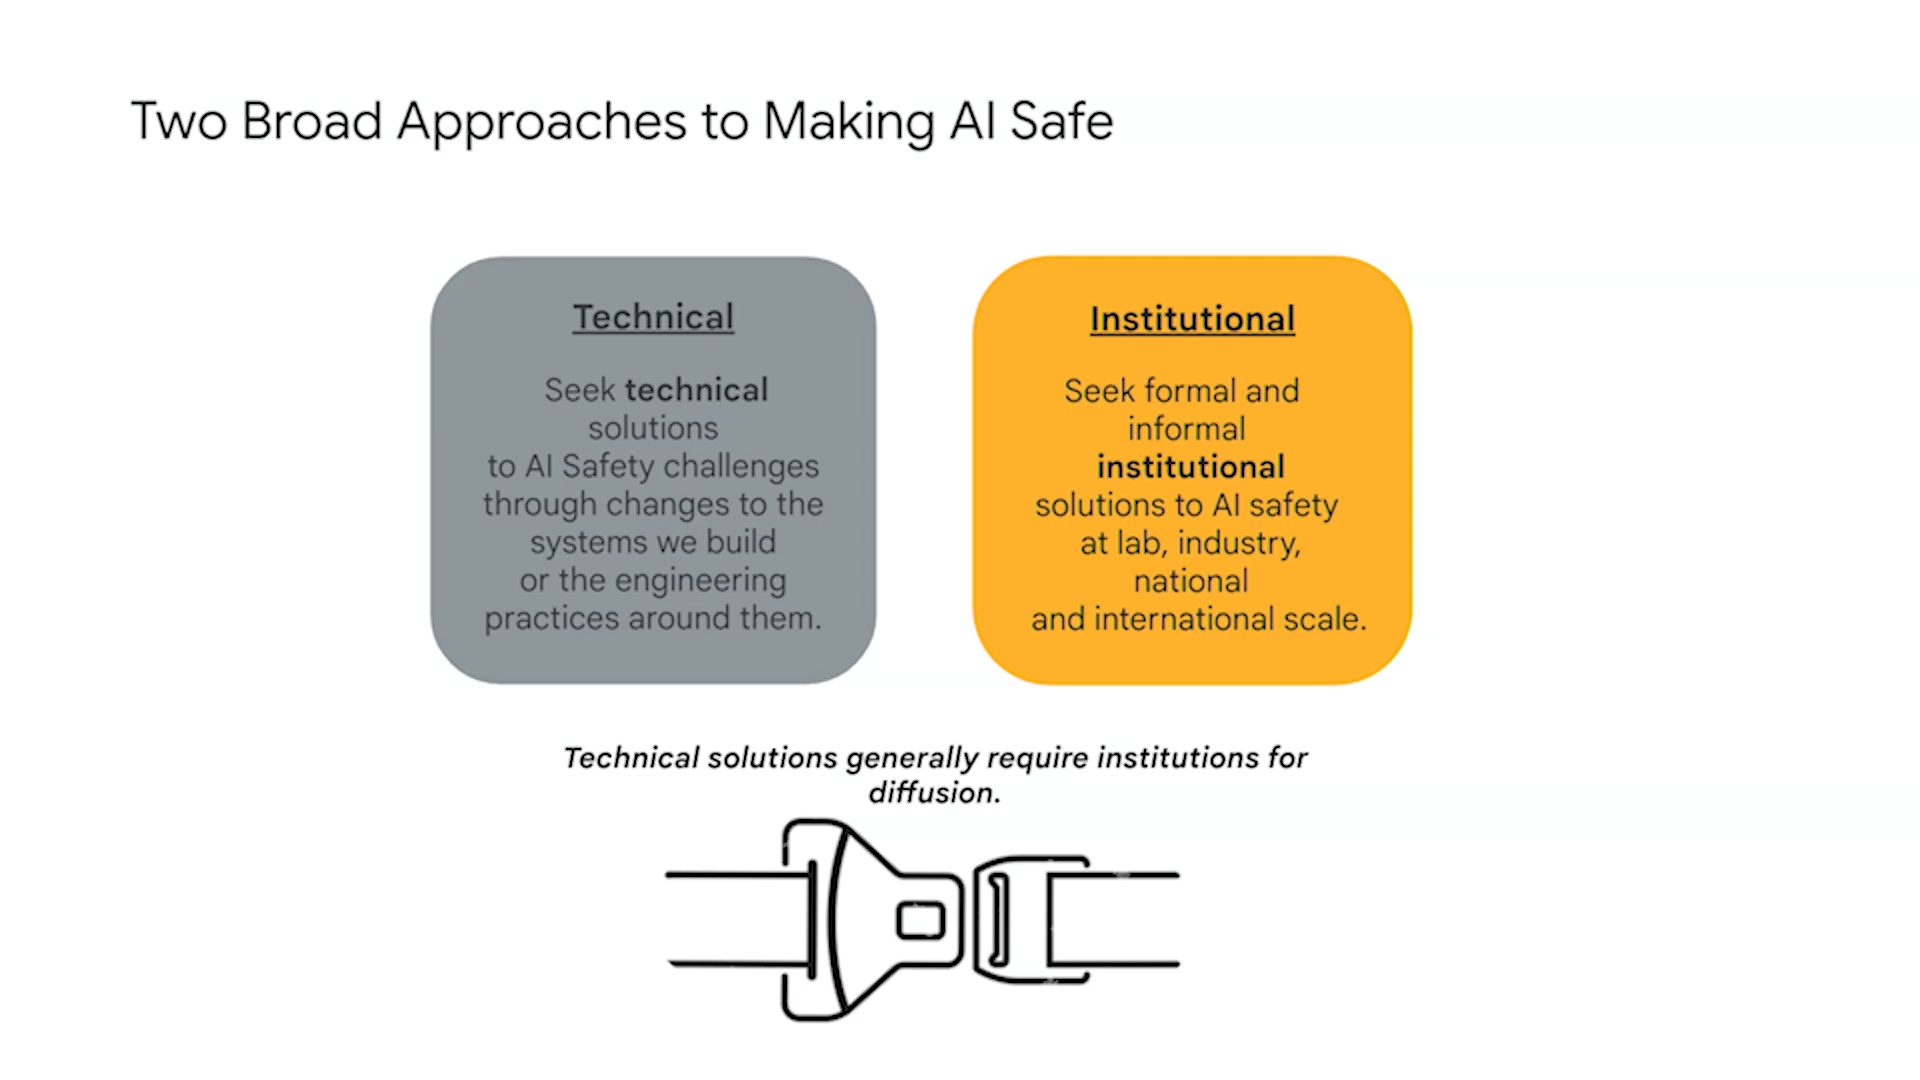 Two Broad Approaches to Making AI Safe
Technical
Seek technical
solutions
to AI Safety challenges
through changes to the
systems we build
or the engineering
practices around them.
Institutional
Seek formal and
informal
institutional
solutions to AI safety
at lab, industry,
national
and international scale.
Technical solutions generally require institutions for
diffusion.